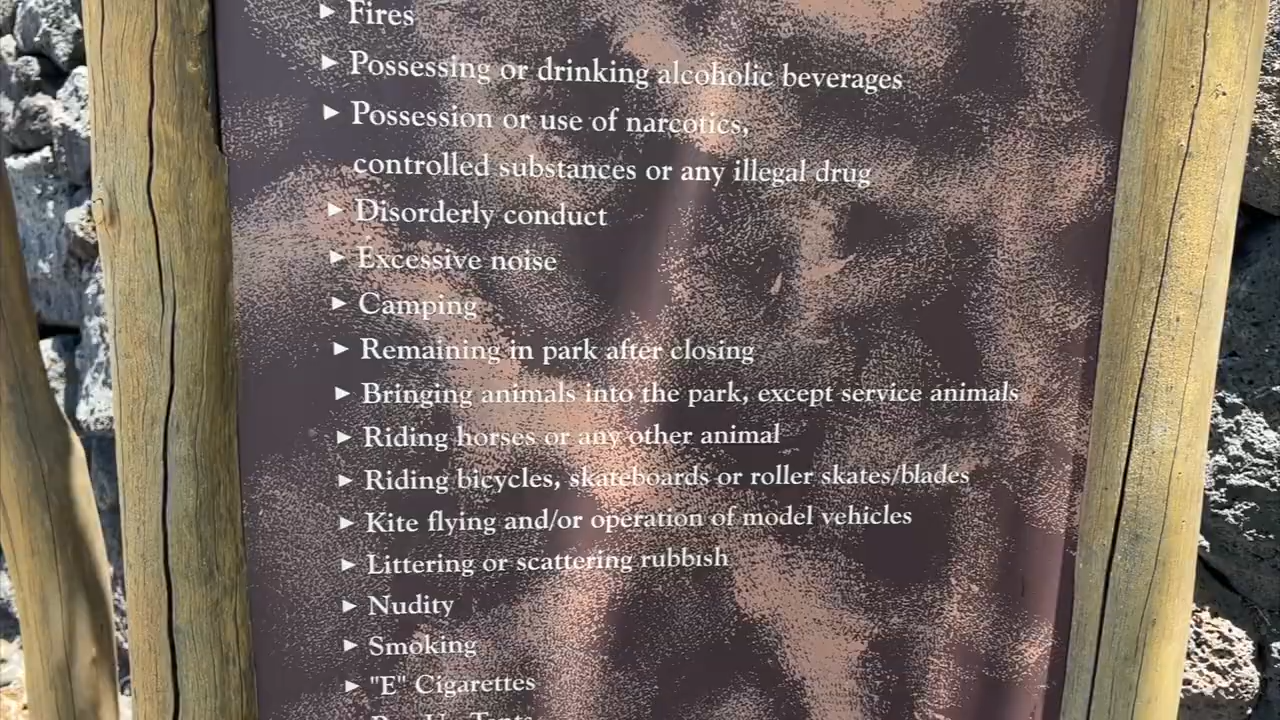 ▸ Fires
▸ Possessing or drinking alcoholic beverages
▸ Possession or use of narcotics,
controlled substances or any illegal drug
▸ Disorderly conduct
▸ Excessive noise
▸ Camping
▸ Remaining in park after closing
▸ Bringing animals into the park, except service animals
▸ Riding horses or any other animal
▸ Riding bicycles, skateboards or roller skates/blades
▸ Kite flying and/or operation of model vehicles
▸ Littering or scattering rubbish
▸ Nudity
▸ Smoking
▸ "E" Cigarettes